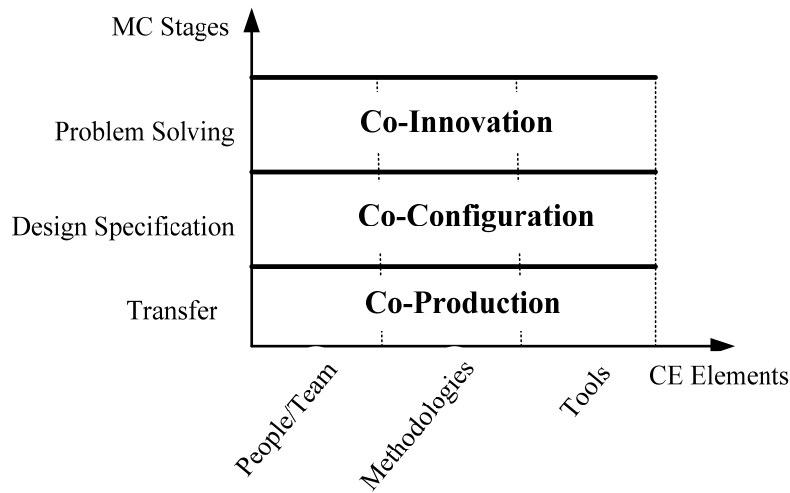 MC Stages
Problem Solving
Co-Innovation
Design Specification
Co-Configuration
Transfer
Co-Production
People/Team
Methodologies
Tools
CE Elements